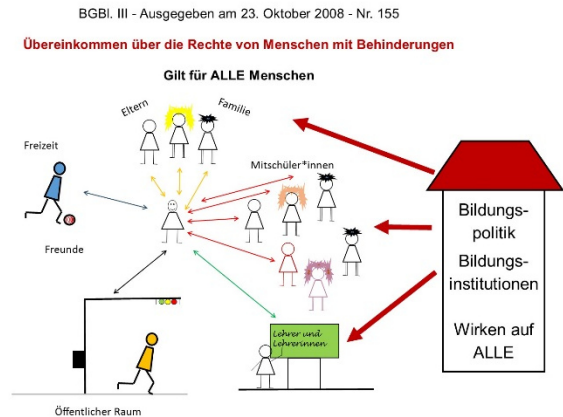 BGBl. III - Ausgegeben am 23. Oktober 2008 - Nr. 155
Übereinkommen über die Rechte von Menschen mit Behinderungen
Gilt für ALLE Menschen
Eltern
Familie
Freizeit
Mitschüler*innen
Freunde
Bildungs-
politik
Bildungs-
institutionen
Wirken auf
ALLE
Lehrer und
Lehrerinnen
Öffentlicher Raum